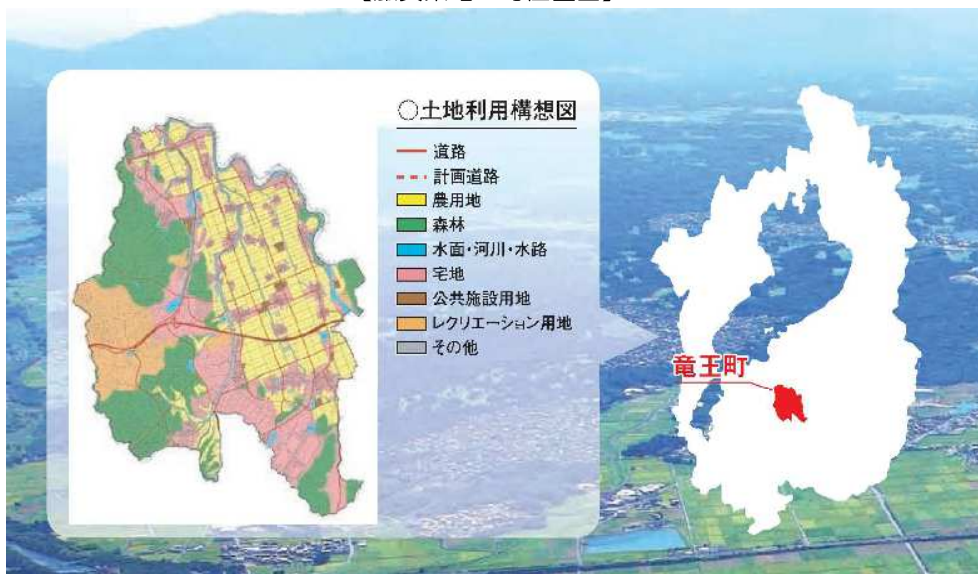 ○土地利用構想図
道路
計画道路
農用地
森林
水面・河川・水路
宅地
公共施設用地
レクリエーション用地
その他
竜王町